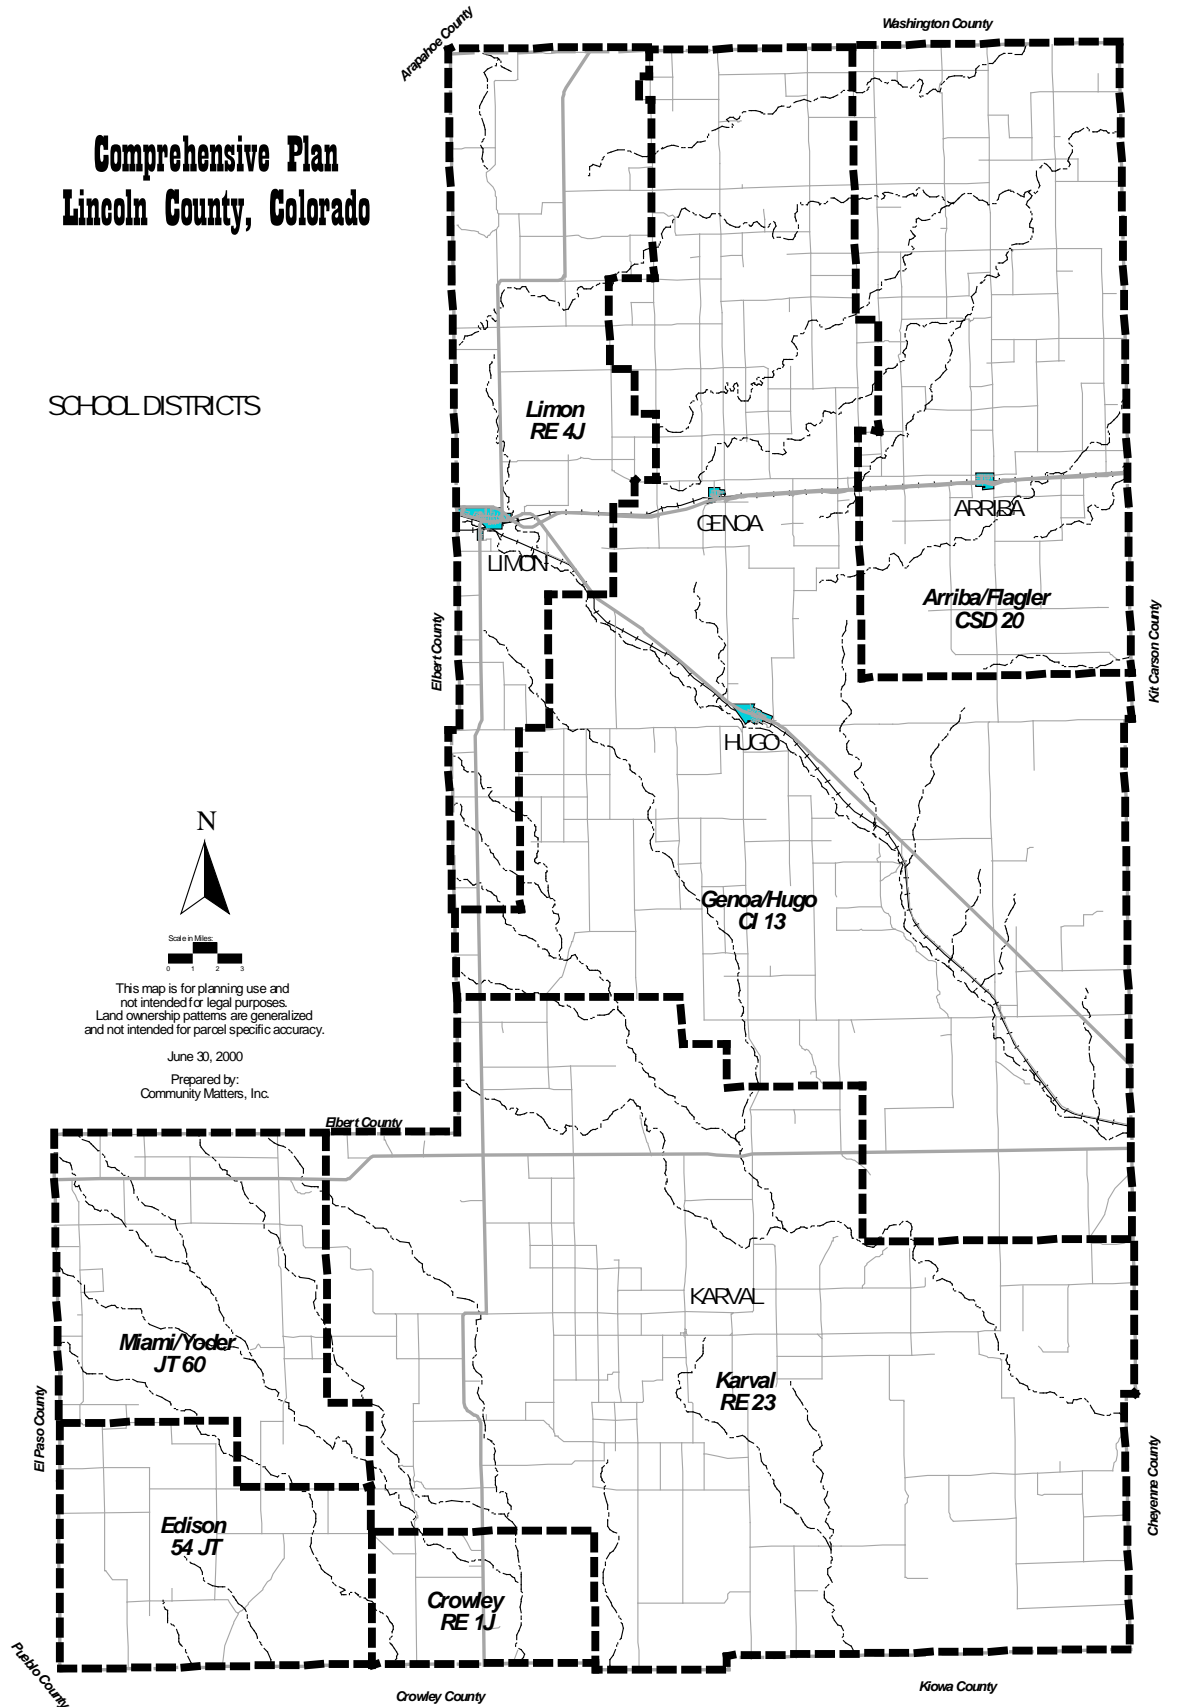 Arapahoe County
Washington County
Comprehensive Plan
Lincoln County, Colorado
SCHOOL DISTRICTS
Limon
RE 4J
GENOA
ARRIBA
LIMON
Arriba/Flagler
CSD 20
Elbert County
Kit Carson County
HUGO
N
Genoa/Hugo
CI 13
Scale in Miles:
0 1 2 3
This map is for planning use and
not intended for legal purposes.
Land ownership patterns are generalized
and not intended for parcel specific accuracy.
June 30, 2000
Prepared by:
Community Matters, Inc.
Elbert County
KARVAL
Miami/Yoder
JT 60
Karval
RE 23
El Paso County
Cheyenne County
Edison
54 JT
Crowley
RE 1J
Pueblo County
Crowley County
Kiowa County